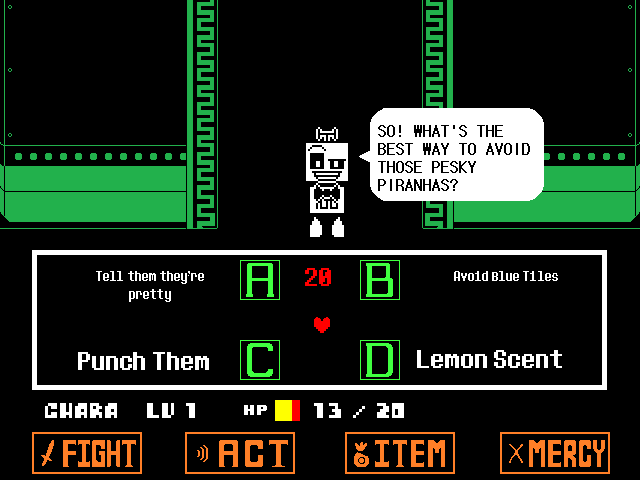 SO! WHAT'S THE
BEST WAY TO AVOID
THOSE PESKY
PIRANHAS?
Tell them they're
pretty
A
20
B
Avoid Blue Tiles
Punch Them
C
D
Lemon Scent
CHARA LV 1 HP 13 / 20
FIGHT
ACT
ITEM
MERCY